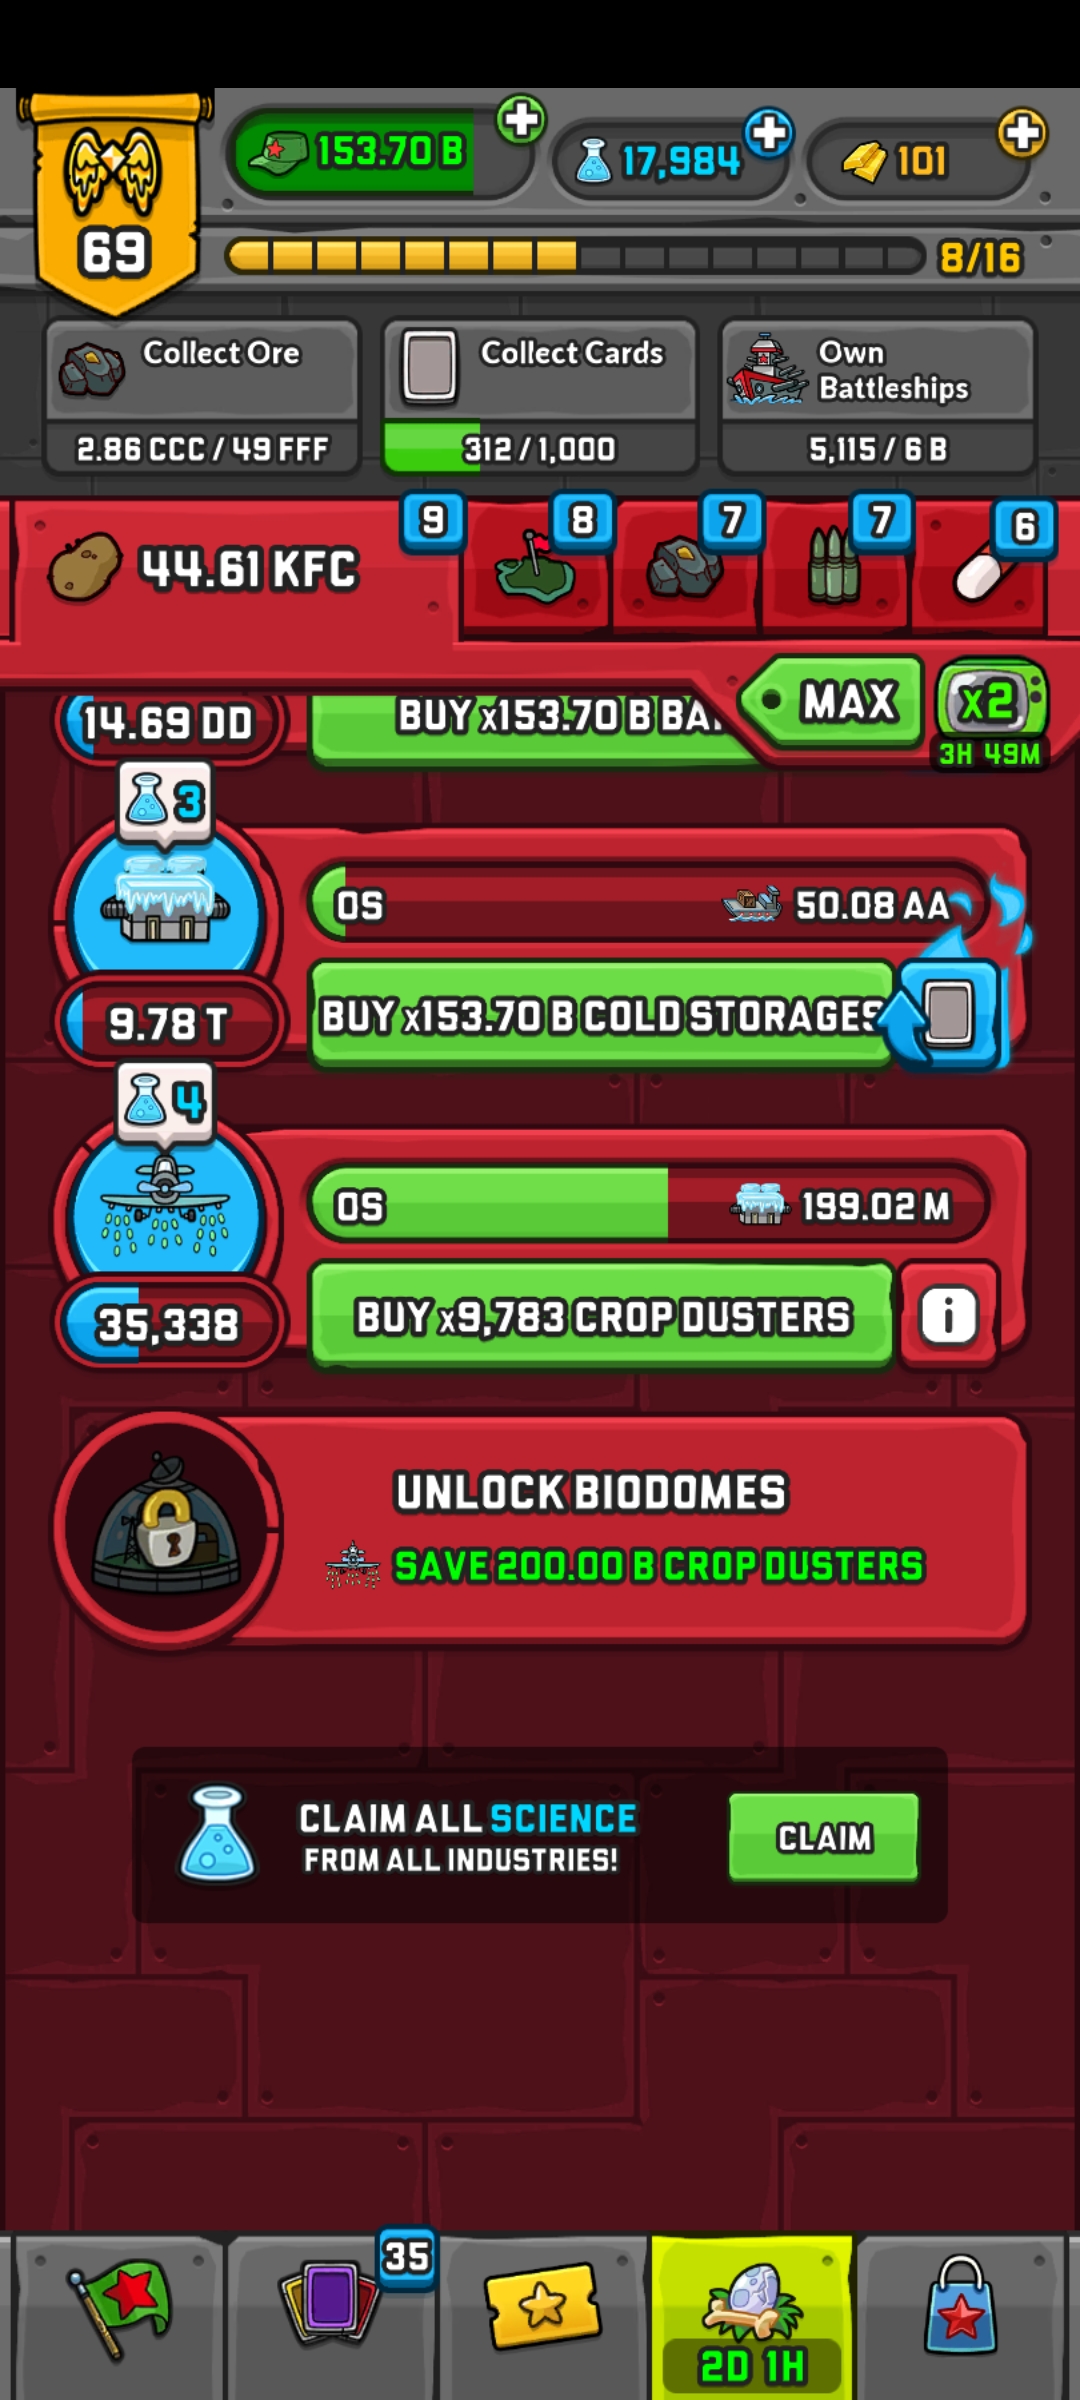 153.70 B
17,984
101
69
8/16
Collect Ore
2.86 CCC / 49 FFF
Collect Cards
312 / 1,000
Own
Battleships
5,115 / 6 B
44.61 KFC
9
8
7
7
6
MAX
x2
3H 49M
14.69 DD
BUY x153.70 B BA
3
0S
50.08 AA
9.78 T
BUY x153.70 B COLD STORAGES
4
0S
199.02 M
35,338
BUY x9,783 CROP DUSTERS
i
UNLOCK BIODOMES
SAVE 200.00 B CROP DUSTERS
CLAIM ALL SCIENCE
FROM ALL INDUSTRIES!
CLAIM
35
2D 1H